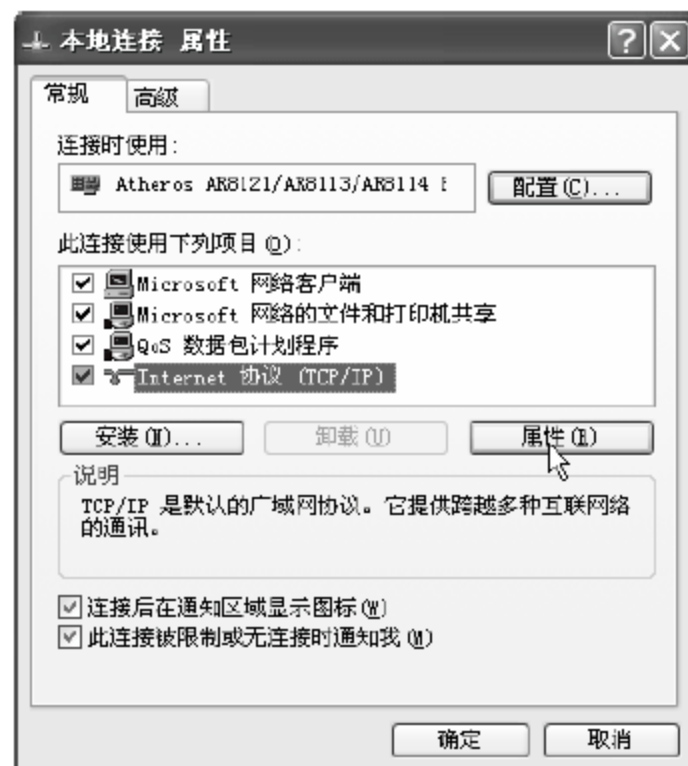 本地连接 属性
常规
高级
连接时使用:
Atheros AR8121/AR8113/AR8114 E
配置(C)...
此连接使用下列项目(O):
Microsoft 网络客户端
Microsoft 网络的文件和打印机共享
QoS 数据包计划程序
Internet 协议 (TCP/IP)
安装(N)...
卸载(U)
属性(R)
说明
TCP/IP 是默认的广域网协议。它提供跨越多种互联网络
的通讯。
连接后在通知区域显示图标(W)
此连接被限制或无连接时通知我(M)
确定
取消